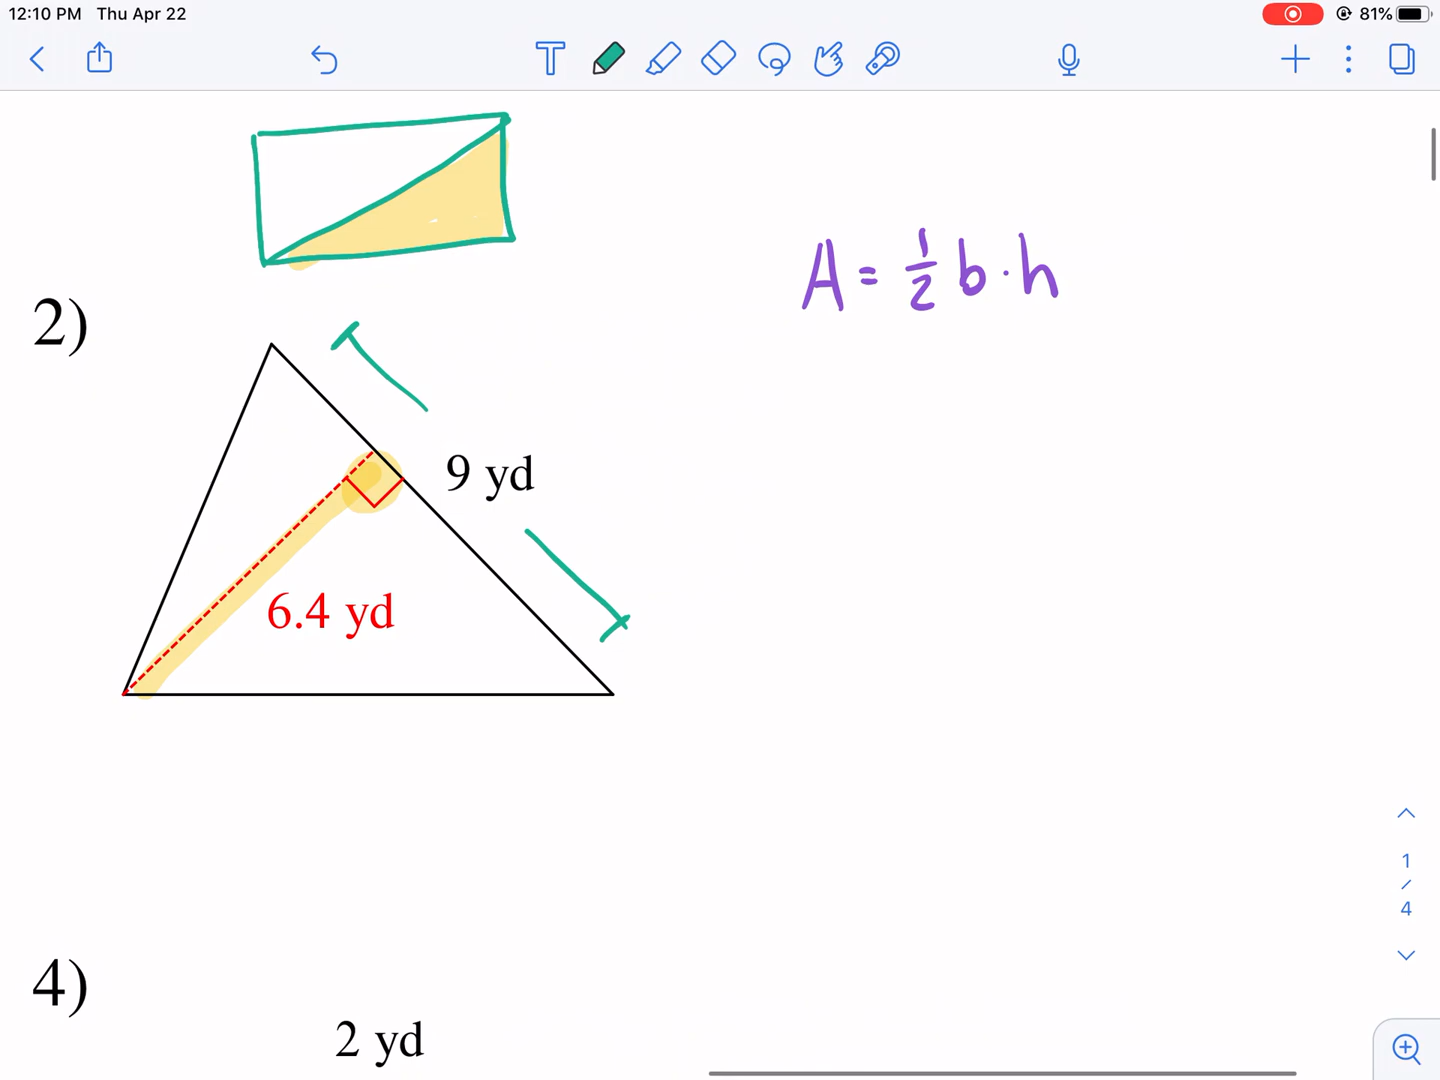 12:10 PM Thu Apr 22
81%
T
A = ½ b · h
2)
9 yd
6.4 yd
1
/
4
4)
2 yd